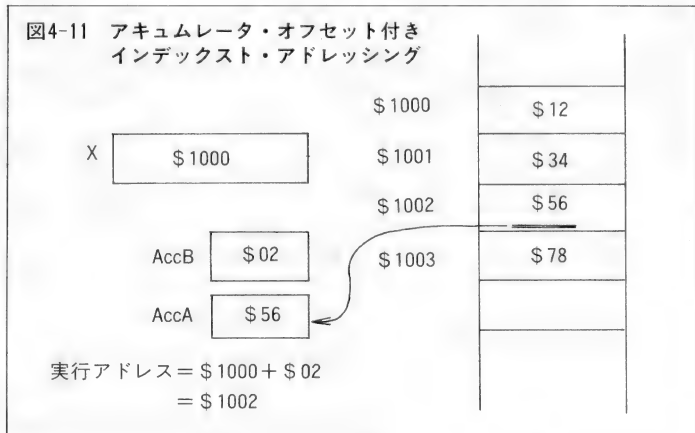 図4-11 アキュムレータ・オフセット付き
インデックスト・アドレッシング
X $1000
AccB $02
AccA $56
$1000 $12
$1001 $34
$1002 $56
$1003 $78
実行アドレス=$1000+$02
=$1002